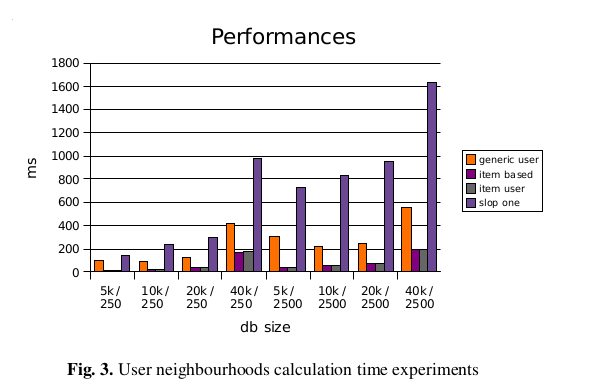 Performances
1800
1600
1400
1200
1000
800
600
400
200
0
ms
5k/
250
10k/
250
20k/
250
40k/
250
5k/
2500
10k/
2500
20k/
2500
40k/
2500
db size
generic user
item based
item user
slop one
Fig. 3. User neighbourhoods calculation time experiments